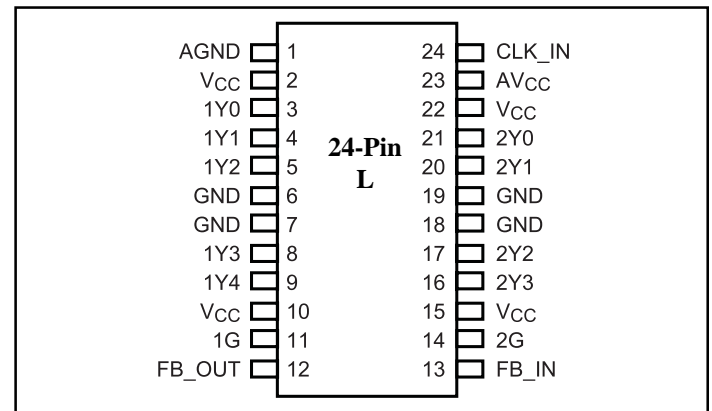 AGND 1 24 CLK_IN
VCC 2 23 AVCC
1Y0 3 22 VCC
1Y1 4 21 2Y0
1Y2 5 20 2Y1
24-Pin
L
GND 6 19 GND
GND 7 18 GND
1Y3 8 17 2Y2
1Y4 9 16 2Y3
VCC 10 15 VCC
1G 11 14 2G
FB_OUT 12 13 FB_IN